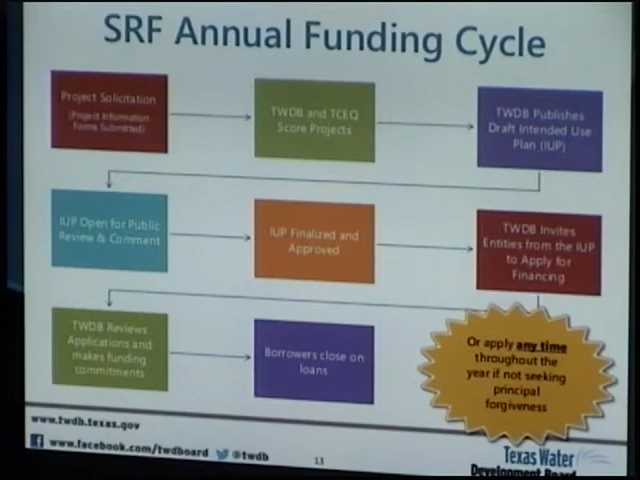 SRF Annual Funding Cycle
Project Solicitation
(Project Information
Forms Submitted)
TWDB and TCEQ
Score Projects
TWDB Publishes
Draft Intended Use
Plan (IUP)
IUP Open for Public
Review & Comment
IUP Finalized and
Approved
TWDB Invites
Entities from the IUP
to Apply for
Financing
TWDB Reviews
Applications and
makes funding
commitments
Borrowers close on
loans
Or apply any time
throughout the
year if not seeking
principal
forgiveness
www.twdb.texas.gov
www.facebook.com/twdboard @twdb
13
Texas Water
Development Board